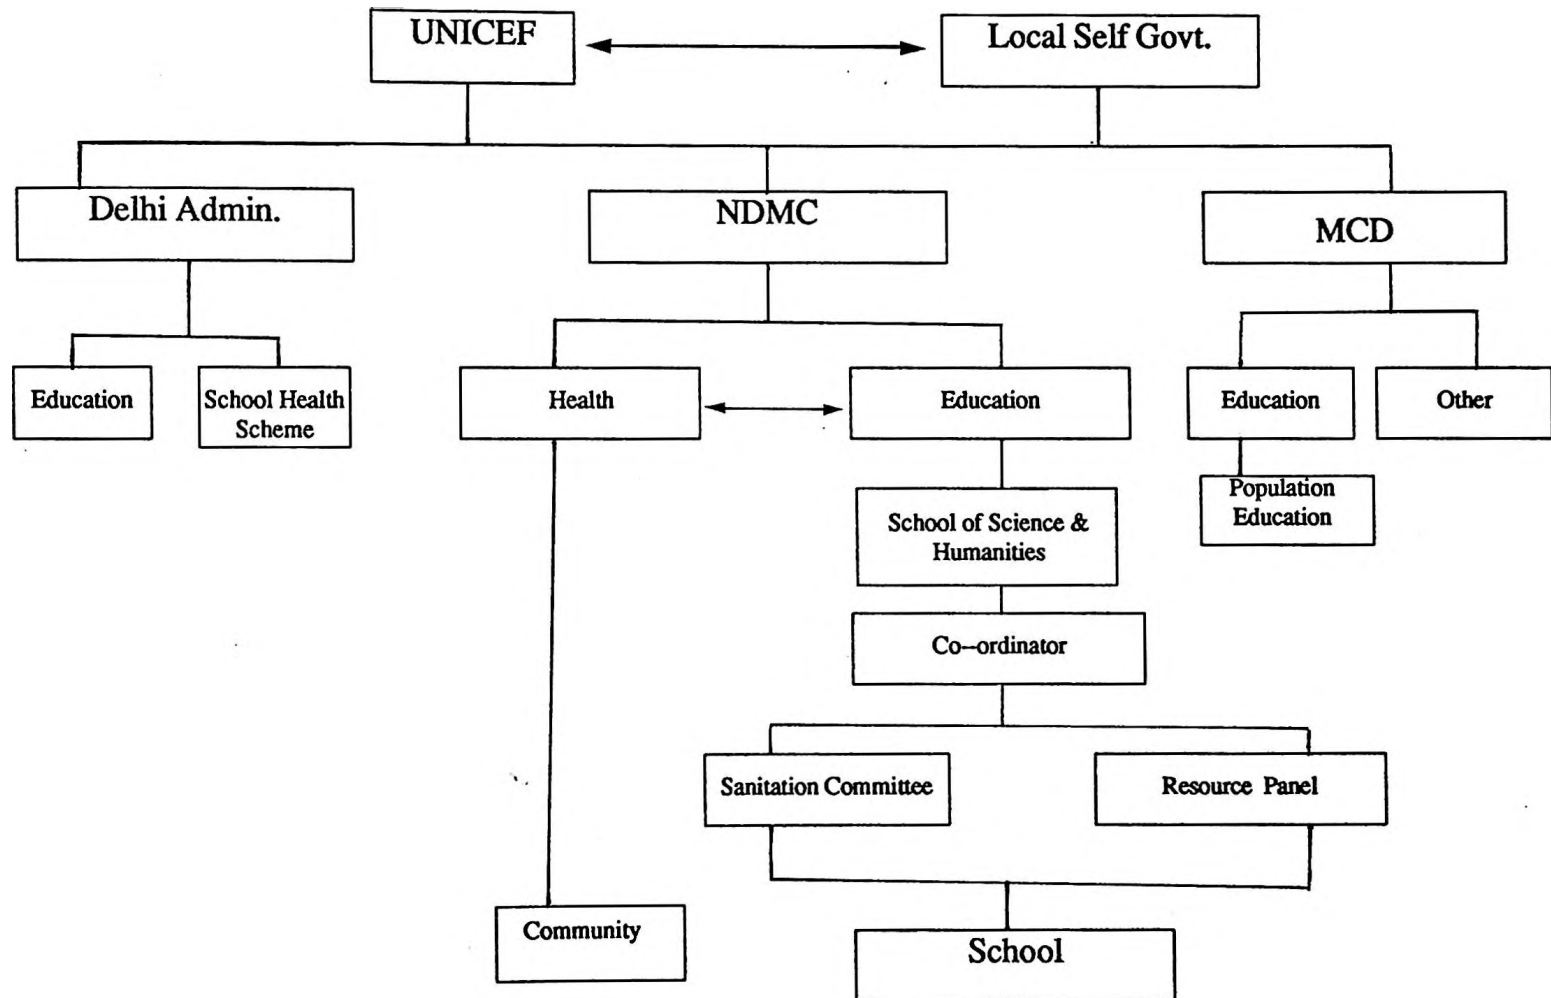 UNICEF
Local Self Govt.
Delhi Admin.
NDMC
MCD
Education
School Health
Scheme
Health
Education
Education
Other
Population
Education
School of Science &
Humanities
Co--ordinator
Sanitation Committee
Resource Panel
Community
School